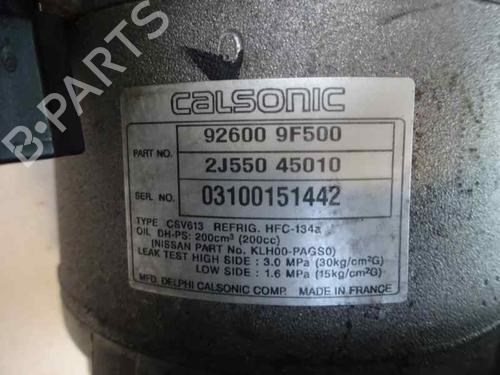 CALSONIC
92600 9F500
PART NO.
2J550 45010
SER. NO. 03100151442
TYPE CSV613 REFRIG. HFC-134a
OIL DH-PS: 200cm³ (200cc)
(NISSAN PART No. KLH00-PAGS0)
LEAK TEST HIGH SIDE : 3.0 MPa (30kg/cm²G)
LOW SIDE : 1.6 MPa (15kg/cm²G)
MFD. DELPHI CALSONIC COMP. MADE IN FRANCE
B-PARTS